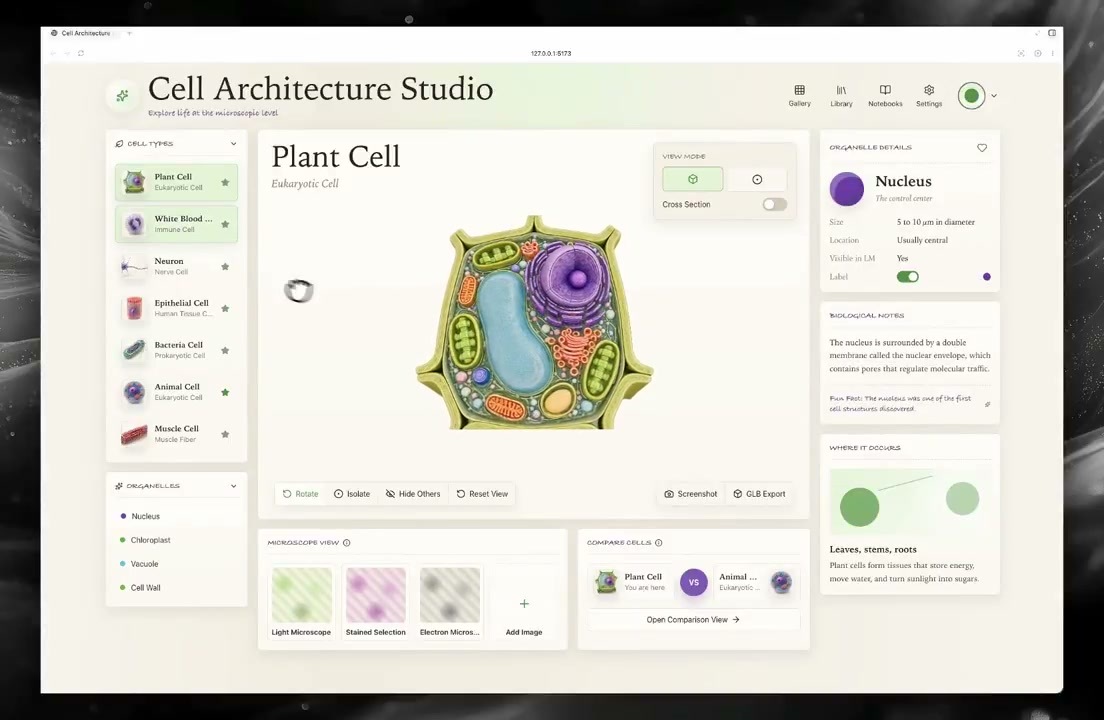 Cell Architecture
127.0.0.1:5173
Cell Architecture Studio
Explore life at the microscopic level
Gallery
Library
Notebooks
Settings
CELL TYPES
Plant Cell
Eukaryotic Cell
White Blood ...
Immune Cell
Neuron
Nerve Cell
Epithelial Cell
Human Tissue C...
Bacteria Cell
Prokaryotic Cell
Animal Cell
Eukaryotic Cell
Muscle Cell
Muscle Fiber
ORGANELLES
Nucleus
Chloroplast
Vacuole
Cell Wall
Plant Cell
Eukaryotic Cell
VIEW MODE
Cross Section
Rotate
Isolate
Hide Others
Reset View
Screenshot
GLB Export
MICROSCOPE VIEW
Light Microscope
Stained Selection
Electron Micros...
Add Image
COMPARE CELLS
Plant Cell
You are here
VS
Animal ...
Eukaryotic ...
Open Comparison View
ORGANELLE DETAILS
Nucleus
The control center
Size 5 to 10 μm in diameter
Location Usually central
Visible in LM Yes
Label
BIOLOGICAL NOTES
The nucleus is surrounded by a double
membrane called the nuclear envelope, which
contains pores that regulate molecular traffic.
Fun Fact: The nucleus was one of the first
cell structures discovered.
WHERE IT OCCURS
Leaves, stems, roots
Plant cells form tissues that store energy,
move water, and turn sunlight into sugars.